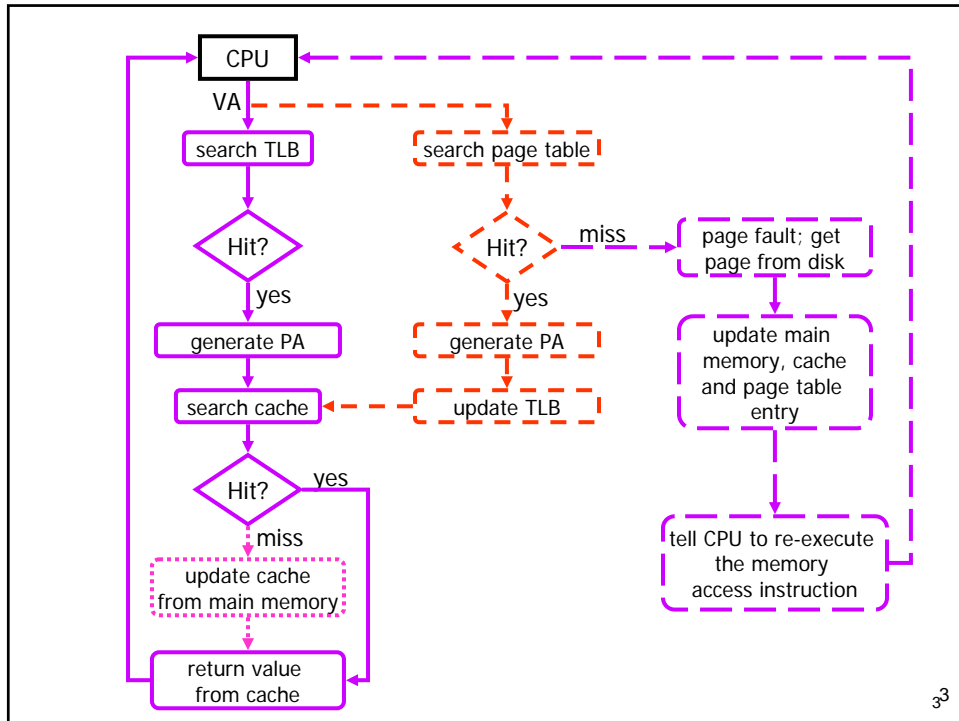 CPU
VA
search TLB
search page table
Hit?
Hit?
miss
page fault; get
page from disk
yes
yes
generate PA
generate PA
update main
memory, cache
and page table
entry
search cache
update TLB
Hit?
yes
miss
update cache
from main memory
tell CPU to re-execute
the memory
access instruction
return value
from cache
33